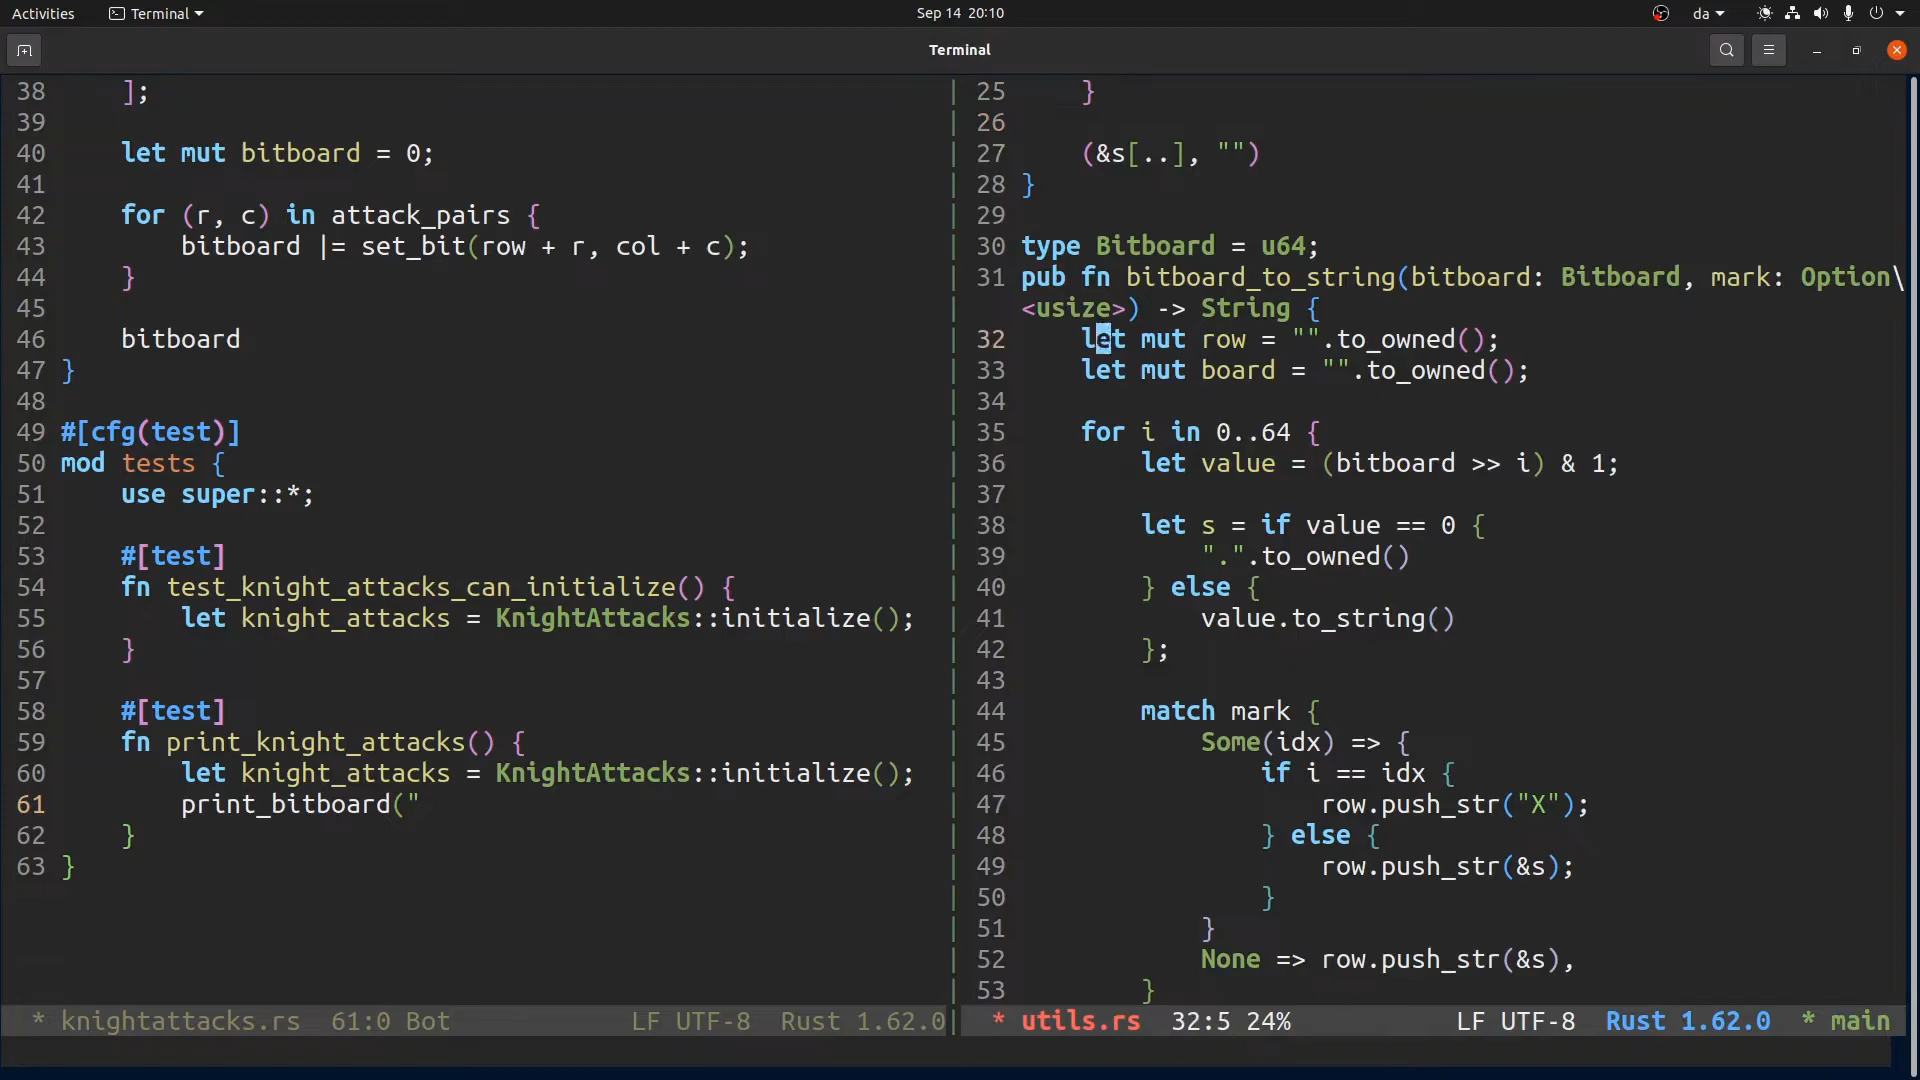 Activities
Terminal
Sep 14 20:10
da
Terminal
38 ];
39
40 let mut bitboard = 0;
41
42 for (r, c) in attack_pairs {
43 bitboard |= set_bit(row + r, col + c);
44 }
45
46 bitboard
47 }
48
49 #[cfg(test)]
50 mod tests {
51 use super::*;
52
53 #[test]
54 fn test_knight_attacks_can_initialize() {
55 let knight_attacks = KnightAttacks::initialize();
56 }
57
58 #[test]
59 fn print_knight_attacks() {
60 let knight_attacks = KnightAttacks::initialize();
61 print_bitboard("
62 }
63 }
* knightattacks.rs 61:0 Bot LF UTF-8 Rust 1.62.0
25 }
26
27 (&s[..], "")
28 }
29
30 type Bitboard = u64;
31 pub fn bitboard_to_string(bitboard: Bitboard, mark: Option\
<usize>) -> String {
32 let mut row = "".to_owned();
33 let mut board = "".to_owned();
34
35 for i in 0..64 {
36 let value = (bitboard >> i) & 1;
37
38 let s = if value == 0 {
39 ".".to_owned()
40 } else {
41 value.to_string()
42 };
43
44 match mark {
45 Some(idx) => {
46 if i == idx {
47 row.push_str("X");
48 } else {
49 row.push_str(&s);
50 }
51 }
52 None => row.push_str(&s),
53 }
* utils.rs 32:5 24% LF UTF-8 Rust 1.62.0 * main